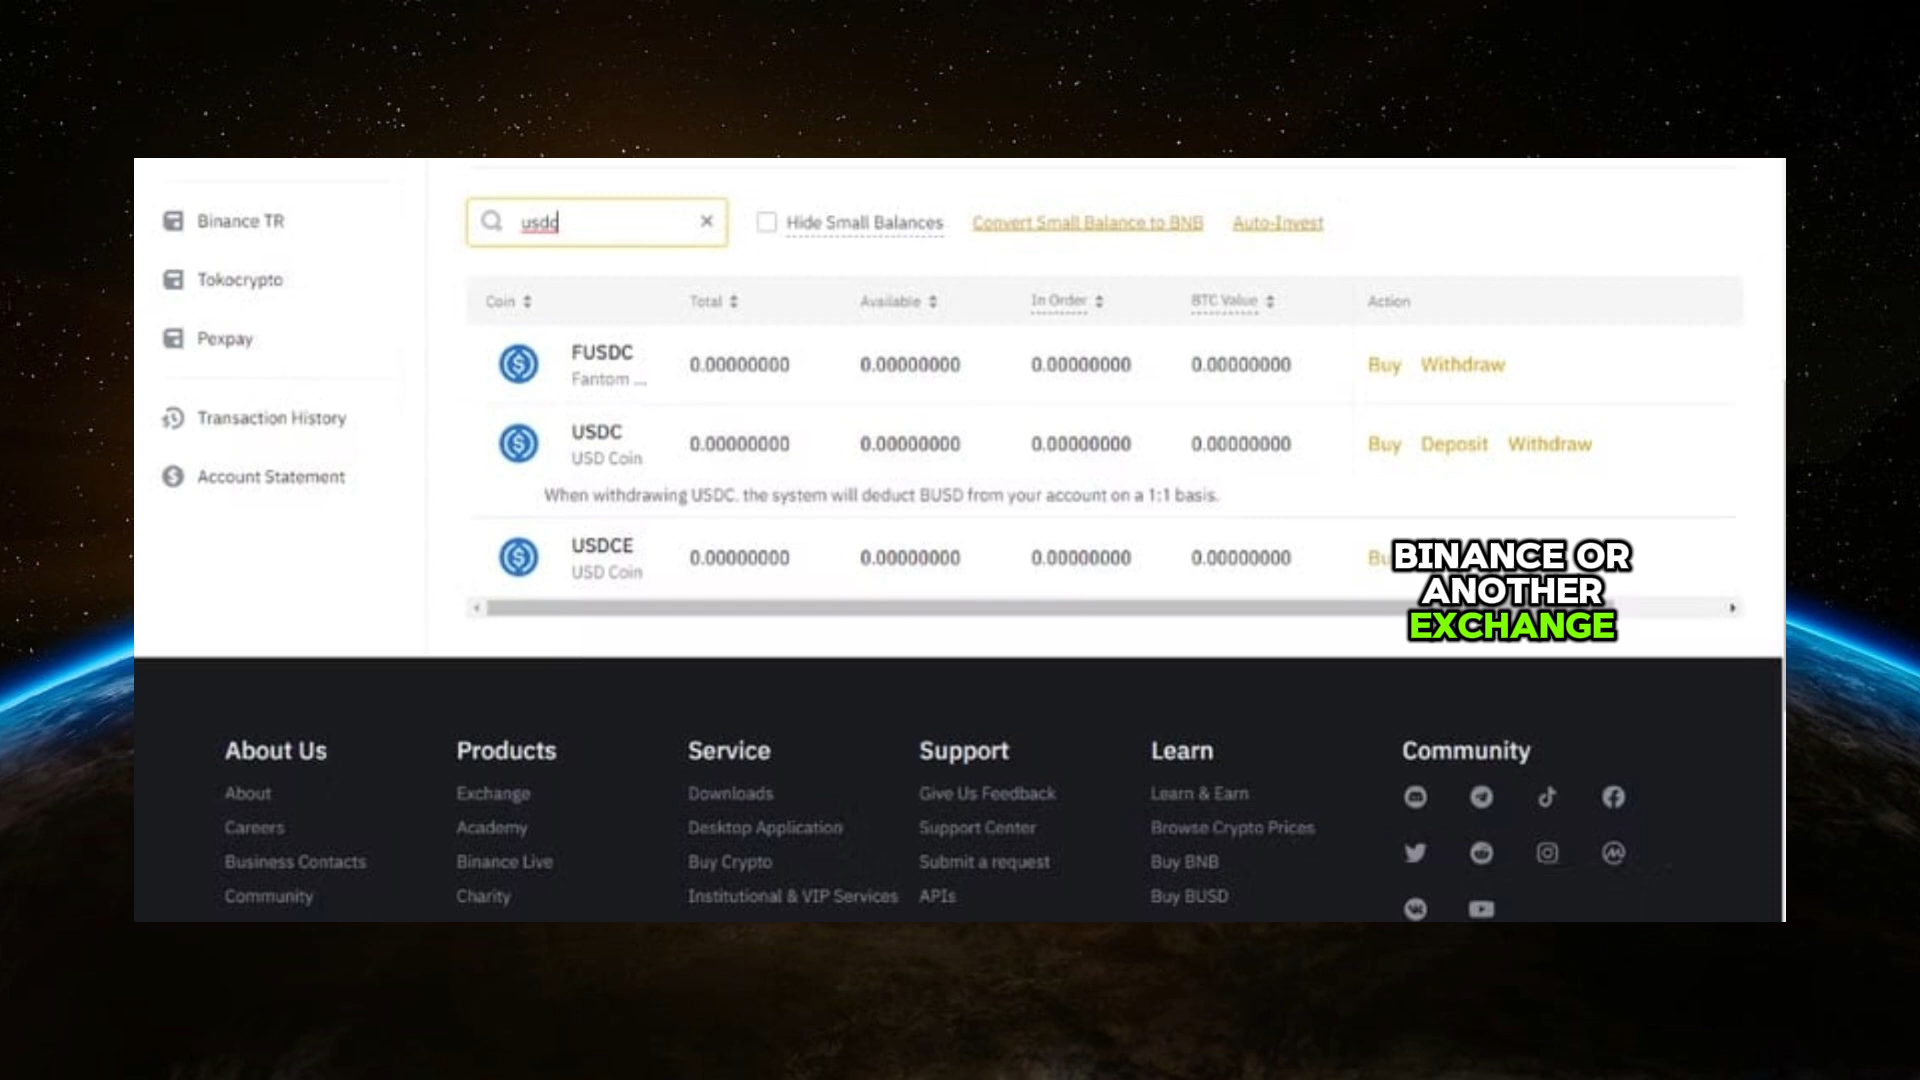 Binance TR
Tokocrypto
Pexpay
Transaction History
Account Statement
usdc
Hide Small Balances
Convert Small Balance to BNB
Auto-Invest
Coin Total Available In Order BTC Value Action
FUSDC 0.00000000 0.00000000 0.00000000 0.00000000 Buy Withdraw
Fantom ...
USDC 0.00000000 0.00000000 0.00000000 0.00000000 Buy Deposit Withdraw
USD Coin
When withdrawing USDC, the system will deduct BUSD from your account on a 1:1 basis.
USDCE 0.00000000 0.00000000 0.00000000 0.00000000
USD Coin
BINANCE OR
ANOTHER
EXCHANGE
About Us Products Service Support Learn Community
About Exchange Downloads Give Us Feedback Learn & Earn
Careers Academy Desktop Application Support Center Browse Crypto Prices
Business Contacts Binance Live Buy Crypto Submit a request Buy BNB
Community Charity Institutional & VIP Services APIs Buy BUSD